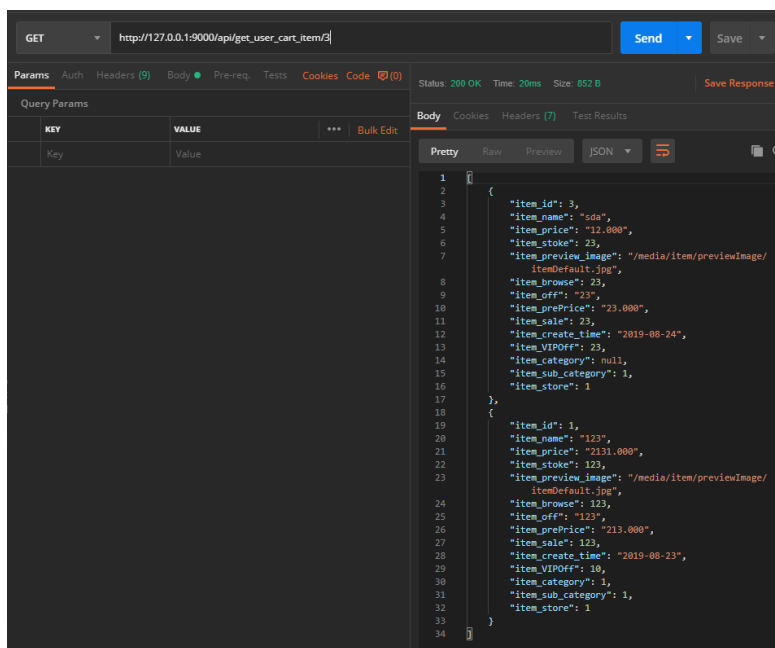 GET http://127.0.0.1:9000/api/get_user_cart_item/3 Send Save
Params Auth Headers (9) Body Pre-req. Tests Cookies Code (0)
Query Params
KEY VALUE ••• Bulk Edit
Key Value
Status: 200 OK Time: 20ms Size: 852 B Save Response
Body Cookies Headers (7) Test Results
Pretty Raw Preview JSON
1 [
2 {
3 "item_id": 3,
4 "item_name": "sda",
5 "item_price": "12.000",
6 "item_stoke": 23,
7 "item_preview_image": "/media/item/previewImage/
itemDefault.jpg",
8 "item_browse": 23,
9 "item_off": "23",
10 "item_prePrice": "23.000",
11 "item_sale": 23,
12 "item_create_time": "2019-08-24",
13 "item_VIPOff": 23,
14 "item_category": null,
15 "item_sub_category": 1,
16 "item_store": 1
17 },
18 {
19 "item_id": 1,
20 "item_name": "123",
21 "item_price": "2131.000",
22 "item_stoke": 123,
23 "item_preview_image": "/media/item/previewImage/
itemDefault.jpg",
24 "item_browse": 123,
25 "item_off": "123",
26 "item_prePrice": "213.000",
27 "item_sale": 123,
28 "item_create_time": "2019-08-23",
29 "item_VIPOff": 10,
30 "item_category": 1,
31 "item_sub_category": 1,
32 "item_store": 1
33 }
34 ]